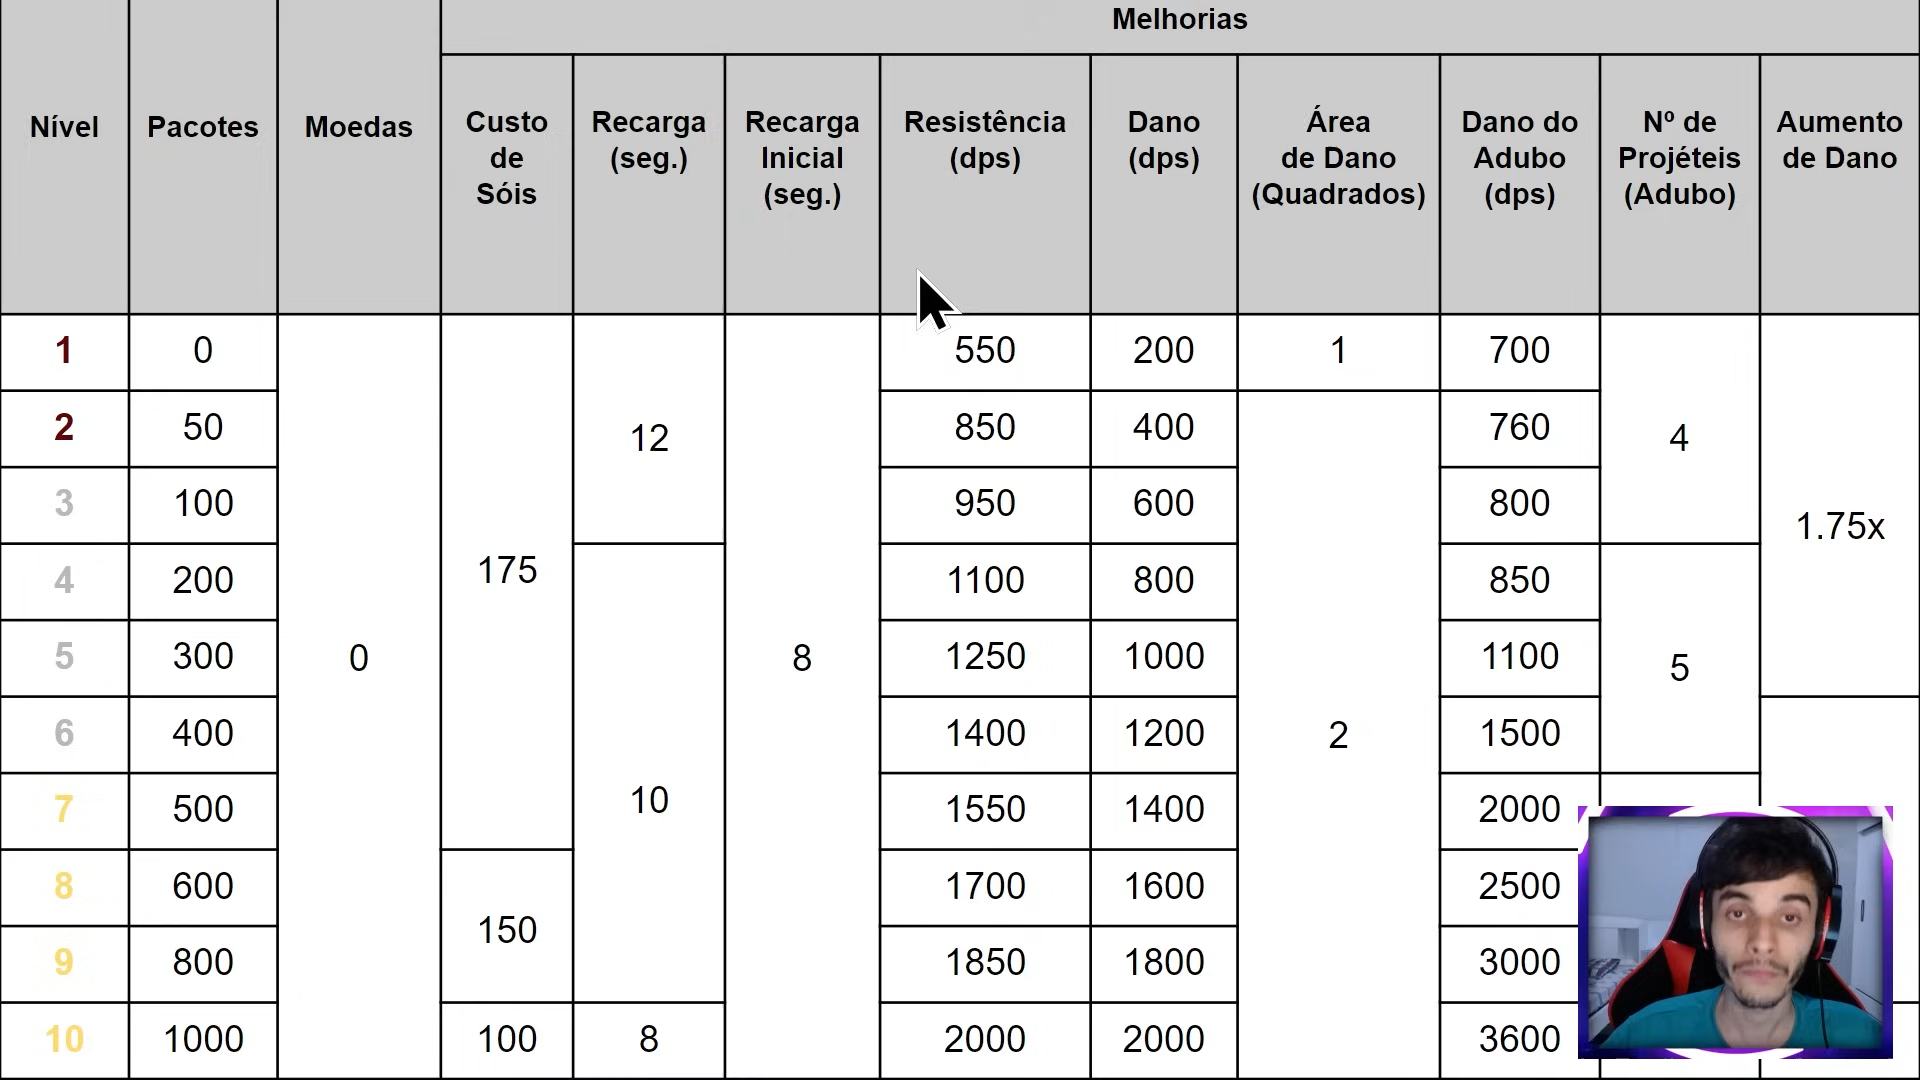 Melhorias
Nível Pacotes Moedas Custo de Sóis Recarga (seg.) Recarga Inicial (seg.) Resistência (dps) Dano (dps) Área de Dano (Quadrados) Dano do Adubo (dps) Nº de Projéteis (Adubo) Aumento de Dano
1 0 550 200 1 700
2 50 12 850 400 760 4
3 100 950 600 800 1.75x
4 200 175 1100 800 850
5 300 0 8 1250 1000 1100 5
6 400 1400 1200 2 1500
7 500 10 1550 1400 2000
8 600 1700 1600 2500
9 800 150 1850 1800 3000
10 1000 100 8 2000 2000 3600